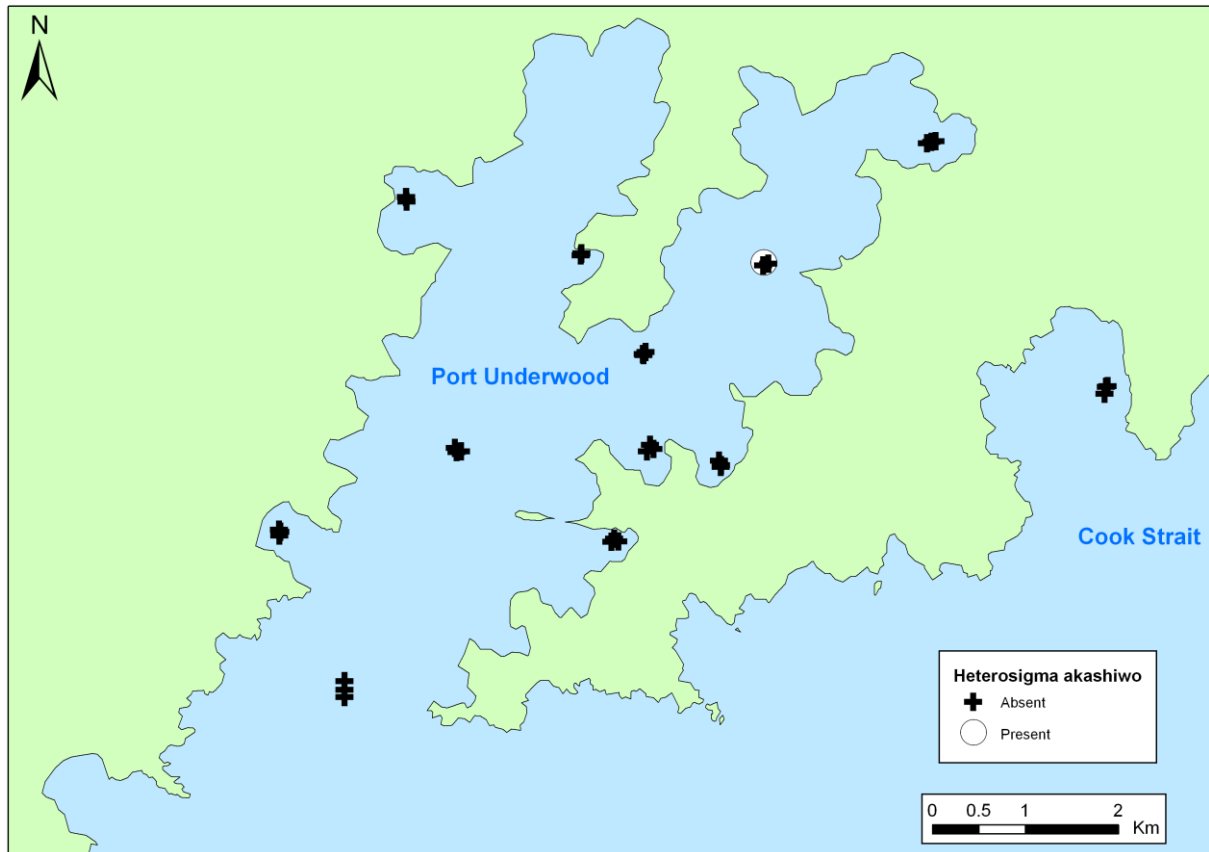 N
Port Underwood
Cook Strait
Heterosigma akashiwo
Absent
Present
0 0.5 1 2
Km